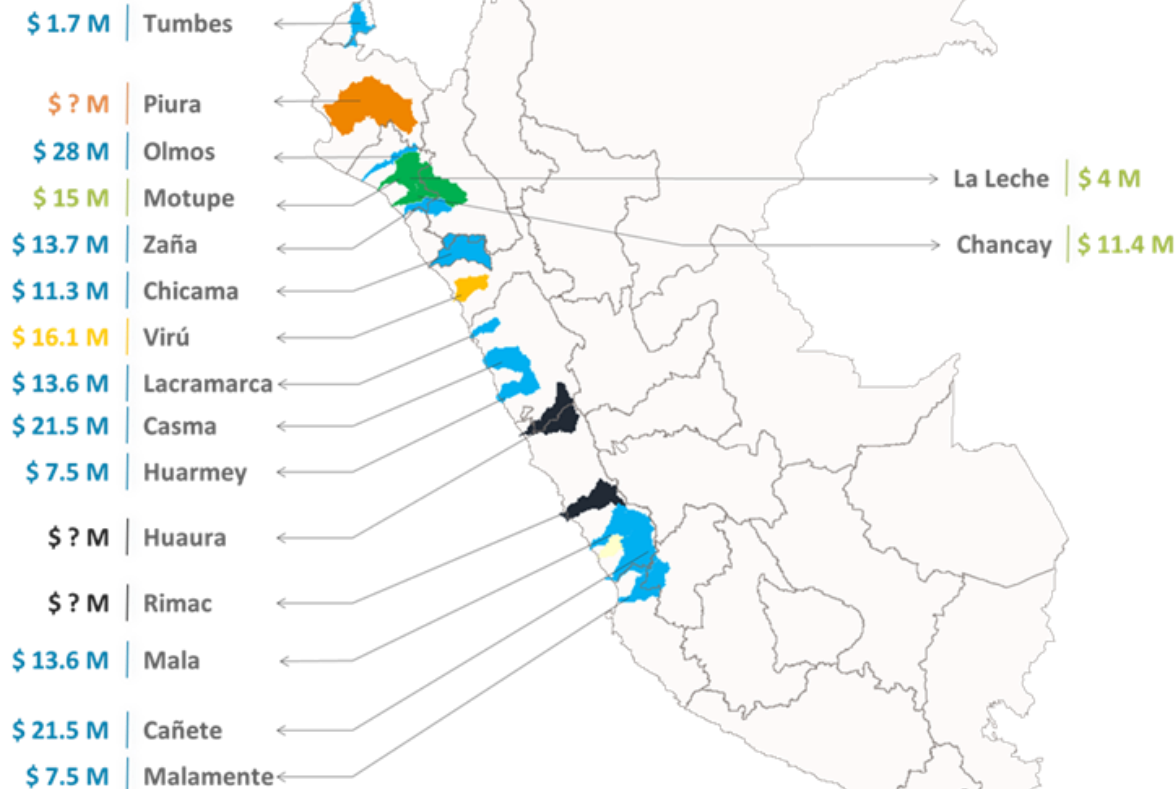 $ 1.7 M Tumbes
$ ? M Piura
$ 28 M Olmos
$ 15 M Motupe
$ 13.7 M Zaña
$ 11.3 M Chicama
$ 16.1 M Virú
$ 13.6 M Lacramarca
$ 21.5 M Casma
$ 7.5 M Huarmey
$ ? M Huaura
$ ? M Rimac
$ 13.6 M Mala
$ 21.5 M Cañete
$ 7.5 M Malamente
La Leche $ 4 M
Chancay $ 11.4 M